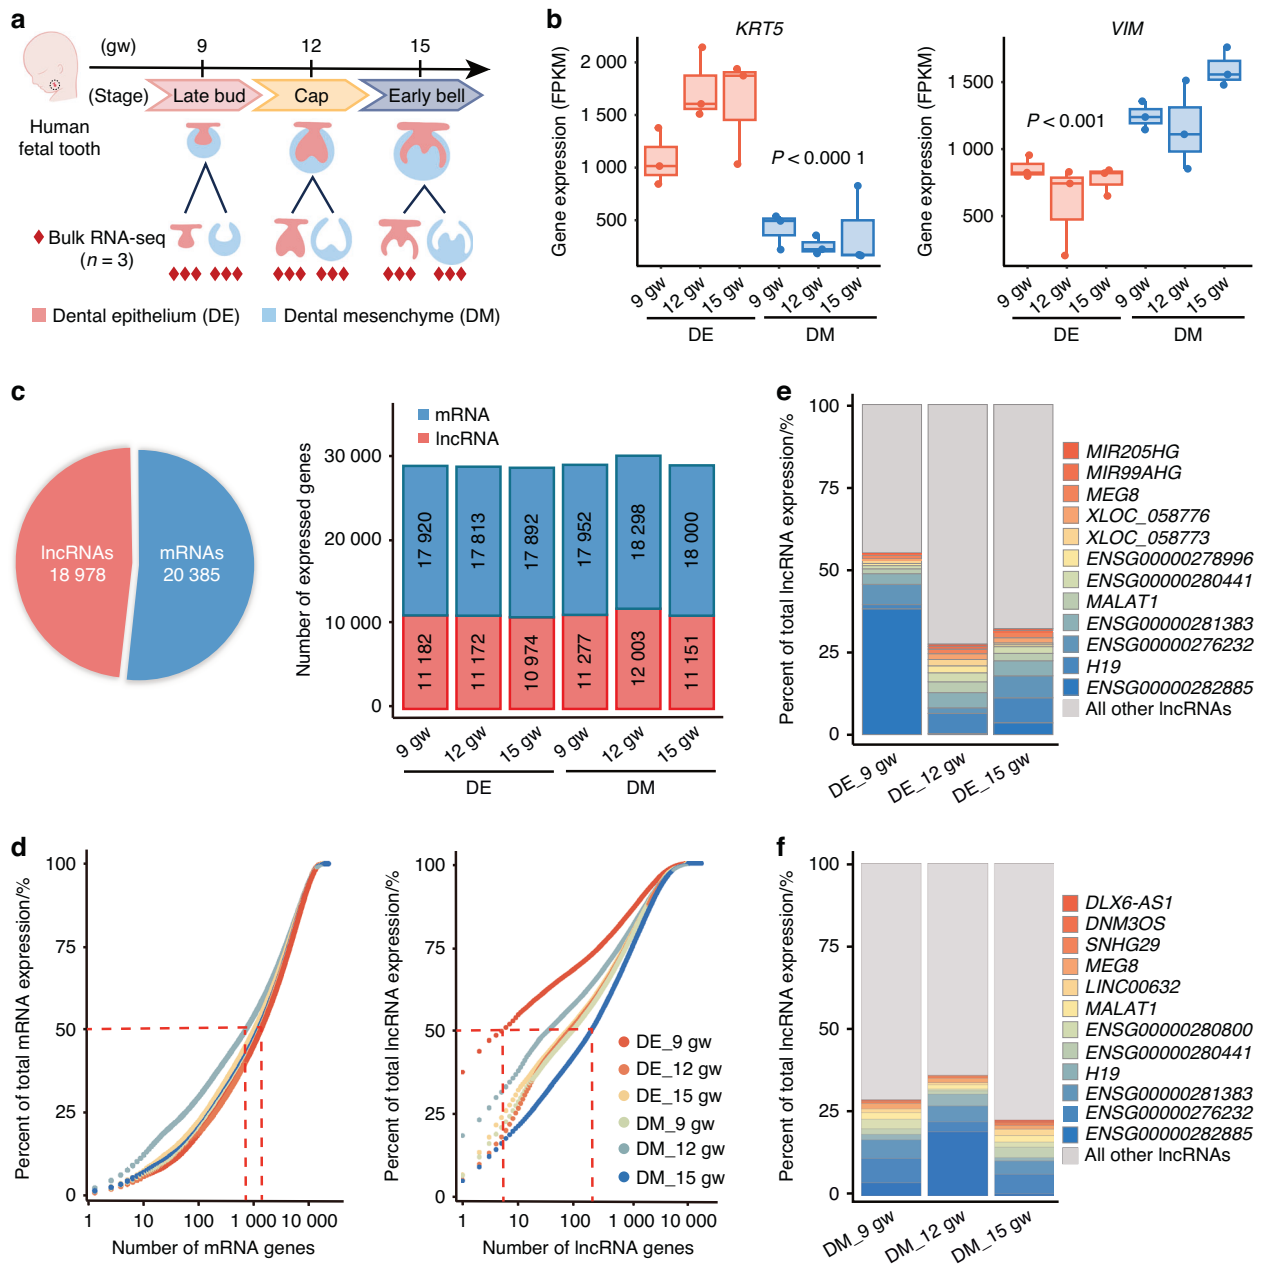 a
(gw)
9
12
15
(Stage)
Late bud
Cap
Early bell
Human
fetal tooth
Bulk RNA-seq
(n = 3)
Dental epithelium (DE)
Dental mesenchyme (DM)
b
KRT5
Gene expression (FPKM)
2 000
1 500
1 000
500
P < 0.000 1
9 gw
12 gw
15 gw
9 gw
12 gw
15 gw
DE
DM
VIM
Gene expression (FPKM)
1 500
1 000
500
P < 0.001
9 gw
12 gw
15 gw
9 gw
12 gw
15 gw
DE
DM
c
lncRNAs
18 978
mRNAs
20 385
mRNA
lncRNA
Number of expressed genes
30 000
20 000
10 000
0
17 920
17 813
17 892
17 952
18 298
18 000
11 182
11 172
10 974
11 277
12 003
11 151
9 gw
12 gw
15 gw
9 gw
12 gw
15 gw
DE
DM
e
Percent of total lncRNA expression/%
100
75
50
25
0
DE_9 gw
DE_12 gw
DE_15 gw
MIR205HG
MIR99AHG
MEG8
XLOC_058776
XLOC_058773
ENSG00000278996
ENSG00000280441
MALAT1
ENSG00000281383
ENSG00000276232
H19
ENSG00000282885
All other lncRNAs
d
Percent of total mRNA expression/%
100
75
50
25
0
1
10
100
1 000
10 000
Number of mRNA genes
Percent of total lncRNA expression/%
100
75
50
25
0
1
10
100
1 000
10 000
Number of lncRNA genes
DE_9 gw
DE_12 gw
DE_15 gw
DM_9 gw
DM_12 gw
DM_15 gw
f
Percent of total lncRNA expression/%
100
75
50
25
0
DM_9 gw
DM_12 gw
DM_15 gw
DLX6-AS1
DNM3OS
SNHG29
MEG8
LINC00632
MALAT1
ENSG00000280800
ENSG00000280441
H19
ENSG00000281383
ENSG00000276232
ENSG00000282885
All other lncRNAs